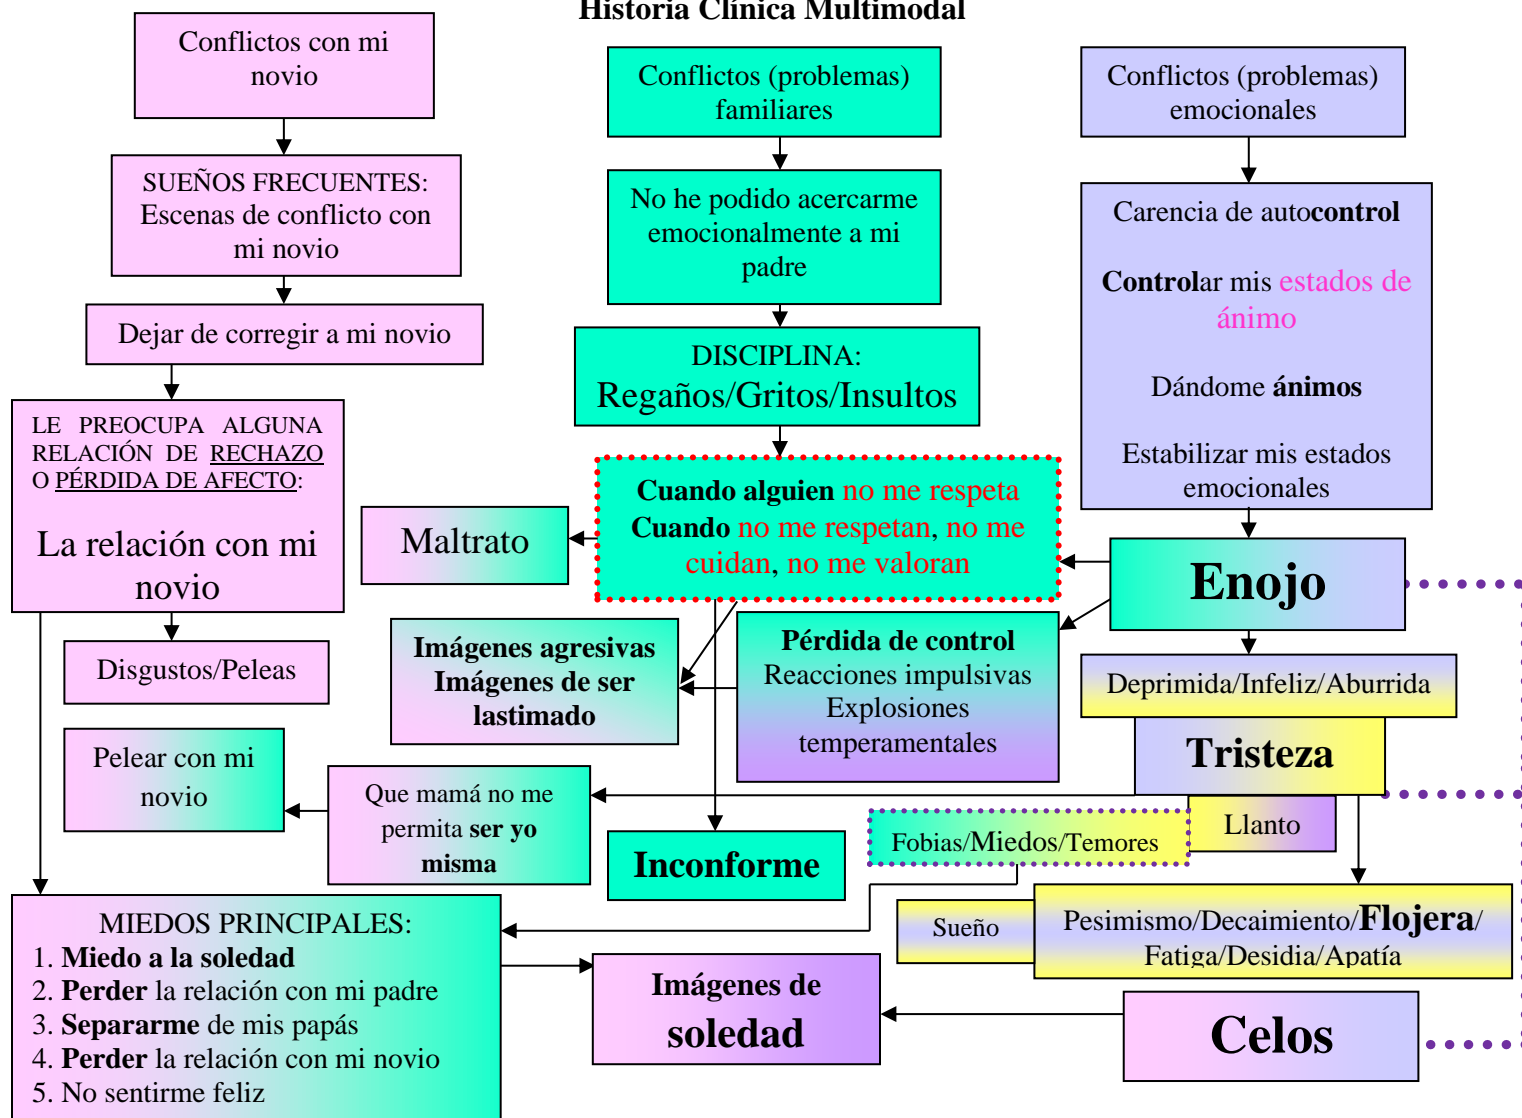 Historia Clínica Multimodal
Conflictos con mi
novio
SUEÑOS FRECUENTES:
Escenas de conflicto con
mi novio
Dejar de corregir a mi novio
LE PREOCUPA ALGUNA
RELACIÓN DE RECHAZO
O PÉRDIDA DE AFECTO:
La relación con mi
novio
Disgustos/Peleas
Conflictos (problemas)
familiares
No he podido acercarme
emocionalmente a mi
padre
DISCIPLINA:
Regaños/Gritos/Insultos
Cuando alguien no me respeta
Cuando no me respetan, no me
cuidan, no me valoran
Maltrato
Imágenes agresivas
Imágenes de ser
lastimado
Pérdida de control
Reacciones impulsivas
Explosiones
temperamentales
Conflictos (problemas)
emocionales
Carencia de autocontrol
Controlar mis estados de
ánimo
Dándome ánimos
Estabilizar mis estados
emocionales
Enojo
Deprimida/Infeliz/Aburrida
Tristeza
Llanto
Fobias/Miedos/Temores
Pelear con mi
novio
Que mamá no me
permita ser yo
misma
Inconforme
Sueño
Pesimismo/Decaimiento/Flojera/
Fatiga/Desidia/Apatía
MIEDOS PRINCIPALES:
1. Miedo a la soledad
2. Perder la relación con mi padre
3. Separarme de mis papás
4. Perder la relación con mi novio
5. No sentirme feliz
Imágenes de
soledad
Celos